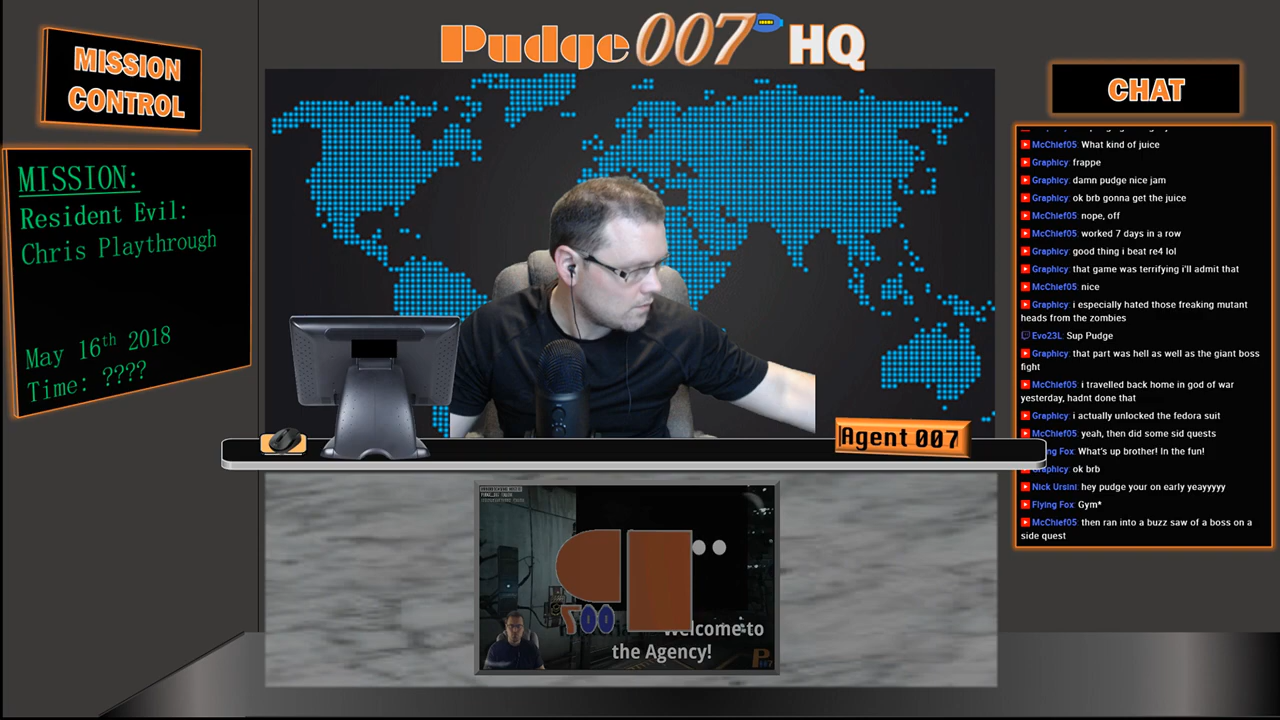 Pudge 007 HQ
MISSION
CONTROL
MISSION:
Resident Evil:
Chris Playthrough
May 16th 2018
Time: ????
CHAT
McChief05: What kind of juice
Graphicy: frappe
Graphicy: damn pudge nice jam
Graphicy: ok brb gonna get the juice
McChief05: nope, off
McChief05: worked 7 days in a row
Graphicy: good thing i beat re4 lol
Graphicy: that game was terrifying i'll admit that
McChief05: nice
Graphicy: i especially hated those freaking mutant
heads from the zombies
Evo23L: Sup Pudge
Graphicy: that part was hell as well as the giant boss
fight
McChief05: i travelled back home in god of war
yesterday, hadnt done that
Graphicy: i actually unlocked the fedora suit
McChief05: yeah, then did some sid quests
ng Fox: What's up brother! In the fun!
Graphicy: ok brb
Nick Ursini: hey pudge your on early yeayyyyy
Flying Fox: Gym*
McChief05: then ran into a buzz saw of a boss on a
side quest
Agent 007
007
Welcome to
the Agency!